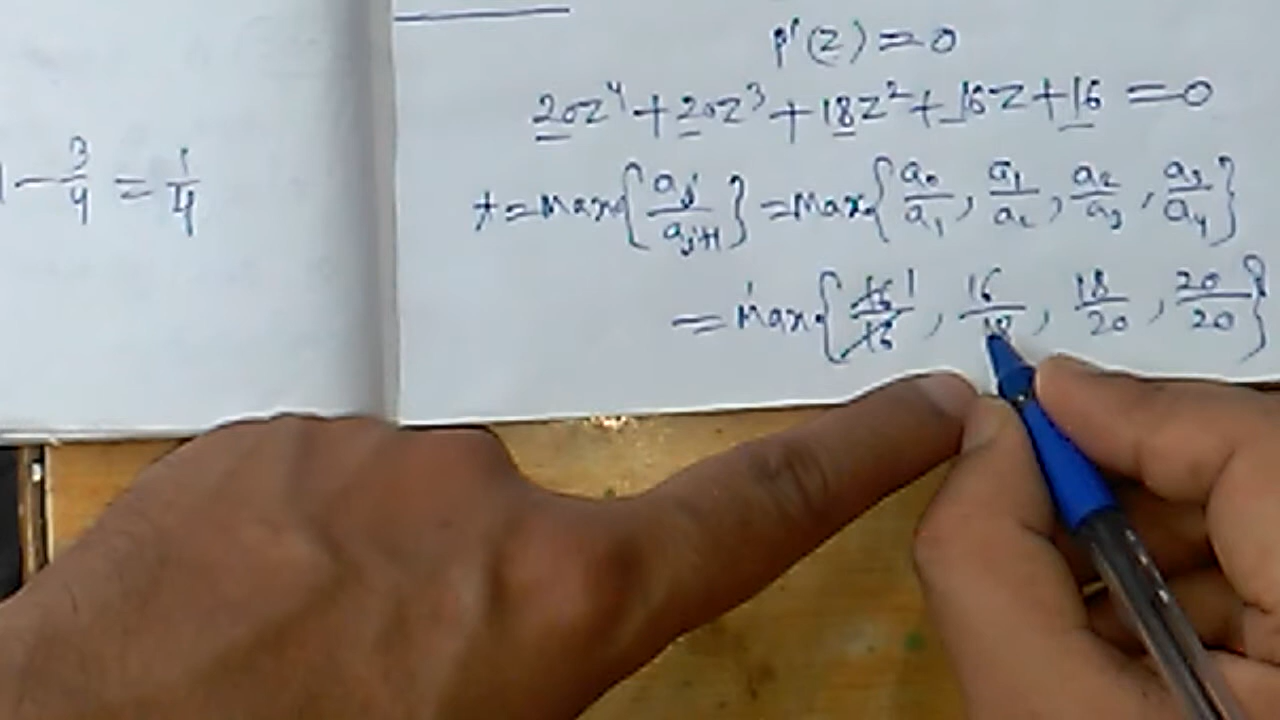 1 - 3/4 = 1/4
p'(z) = 0
20z⁴ + 20z³ + 18z² + 16z + 16 = 0
t = Max{aⱼ/aⱼ₊₁} = Max{a₀/a₁, a₁/a₂, a₂/a₃, a₃/a₄}
= Max{16/16 1, 16/18, 18/20, 20/20}